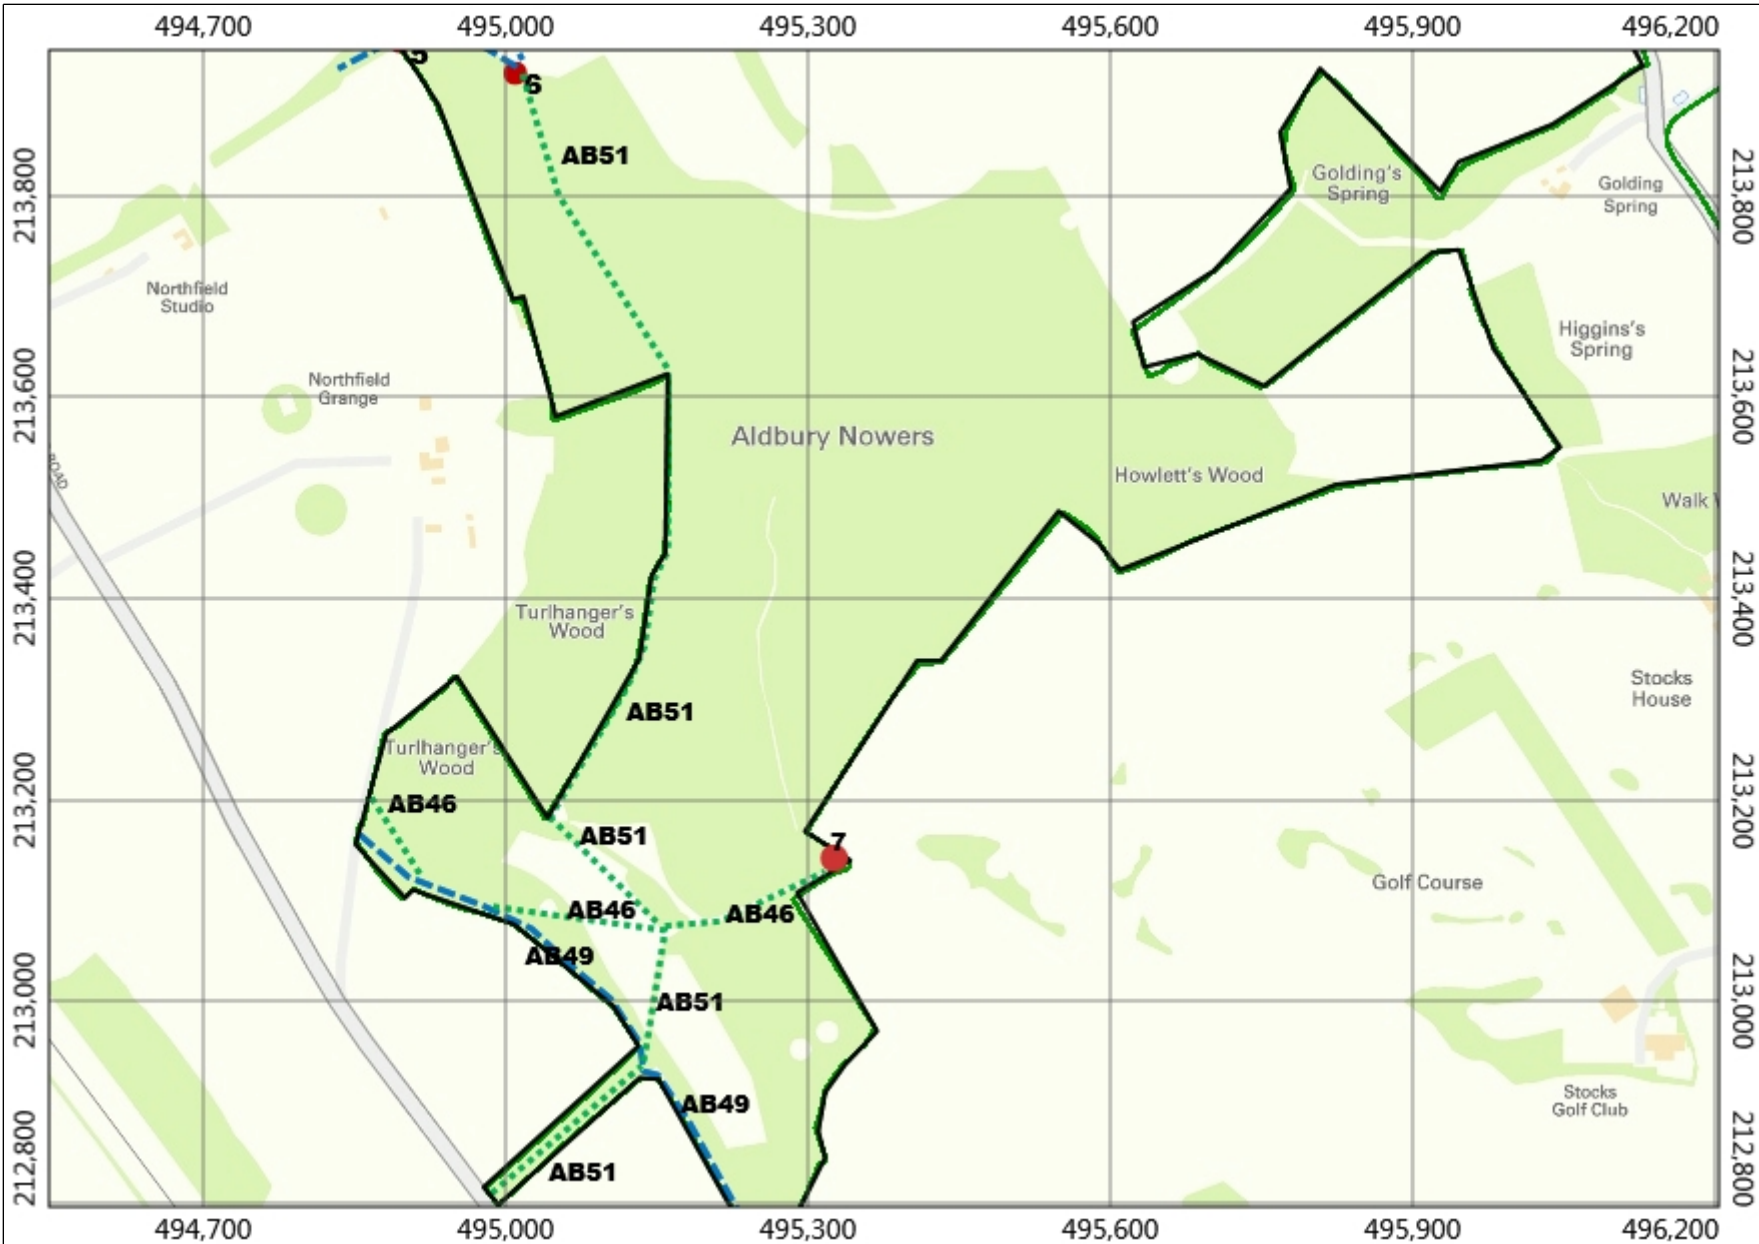 494,700 495,000 495,300 495,600 495,900 496,200
5
6
AB51
213,800
Golding's
Spring
Golding
Spring
213,800
Northfield
Studio
Higgins's
Spring
Northfield
Grange
213,600
213,600
Aldbury Nowers
Howlett's Wood
ROAD
Walk
213,400
Turlhanger's
Wood
213,400
Stocks
House
AB51
Turlhanger's
Wood
213,200
AB46
AB51
7
213,200
Golf Course
AB46
AB46
AB49
213,000
AB51
213,000
Stocks
Golf Club
AB49
212,800
AB51
212,800
494,700 495,000 495,300 495,600 495,900 496,200